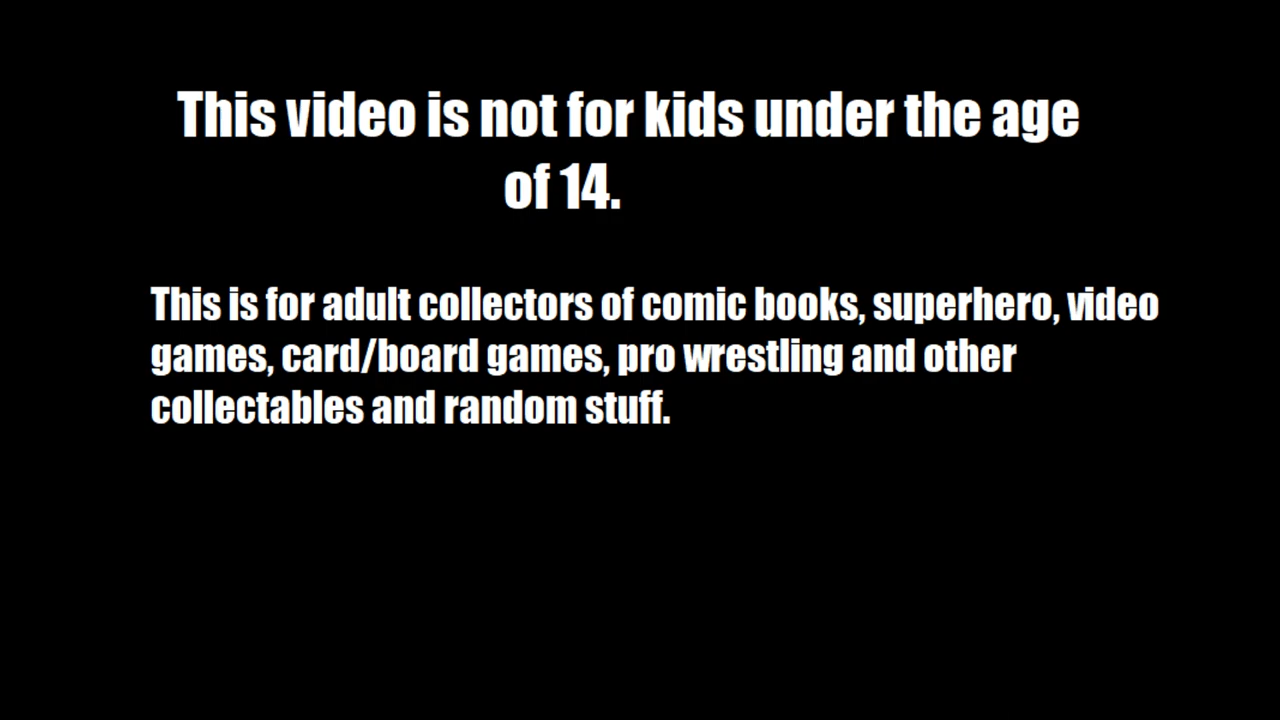 This video is not for kids under the age
of 14.
This is for adult collectors of comic books, superhero, video
games, card/board games, pro wrestling and other
collectables and random stuff.